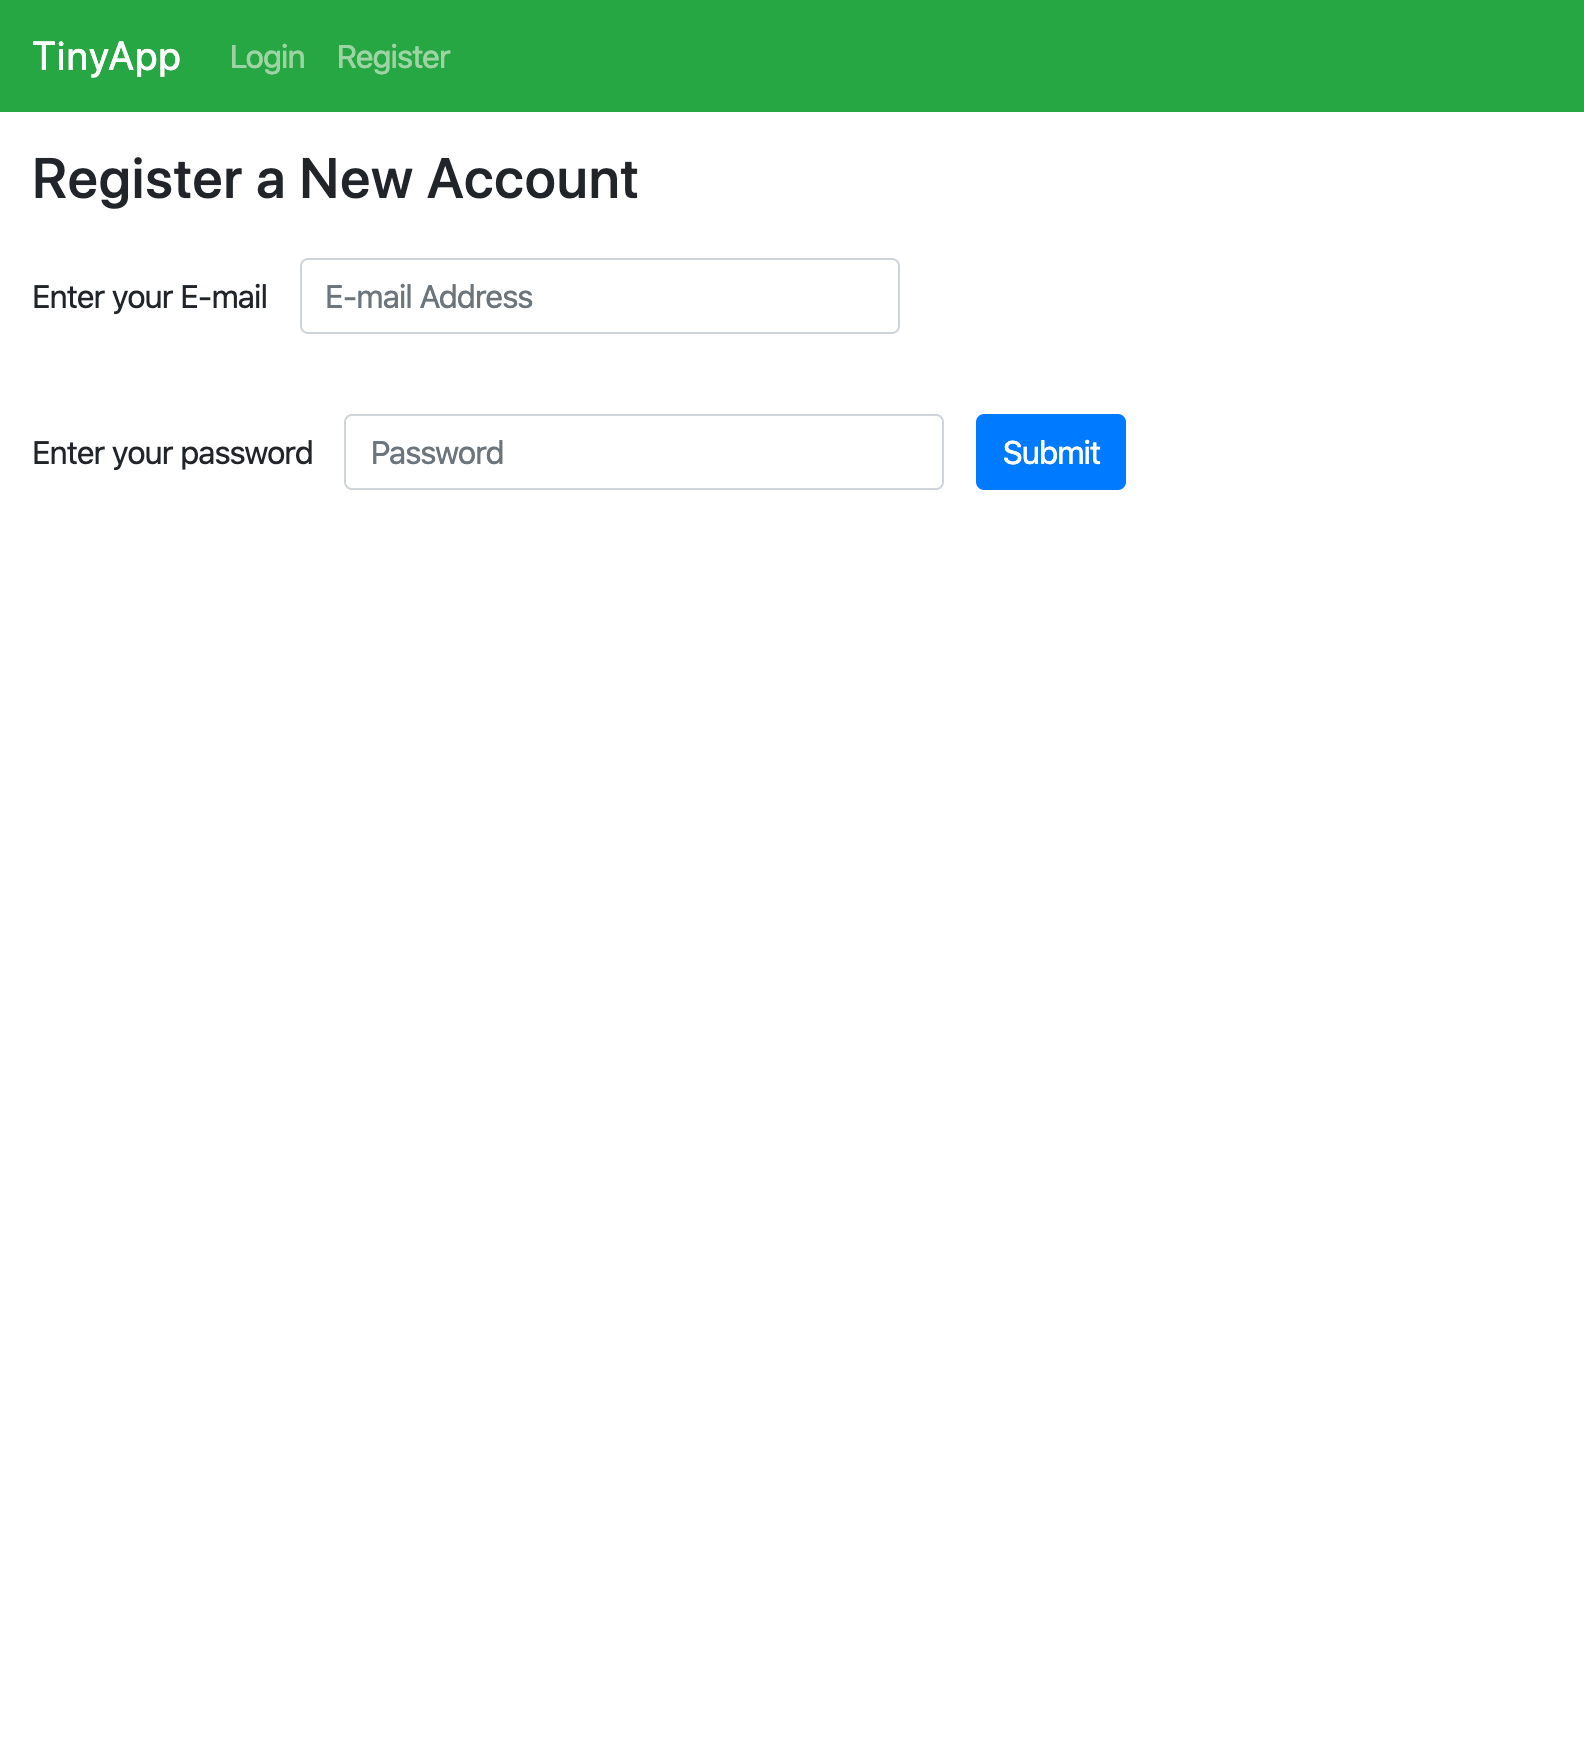 TinyApp Login Register
Register a New Account
Enter your E-mail E-mail Address
Enter your password Password Submit